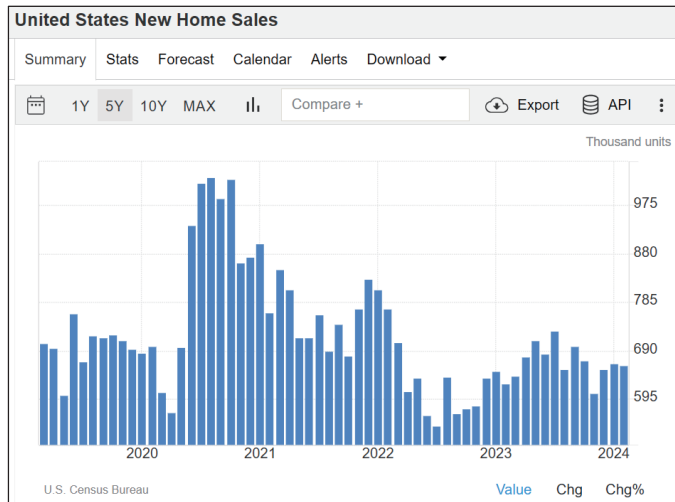 United States New Home Sales
Summary Stats Forecast Calendar Alerts Download
1Y 5Y 10Y MAX Compare + Export API
Thousand units
975
880
785
690
595
2020 2021 2022 2023 2024
U.S. Census Bureau Value Chg Chg%